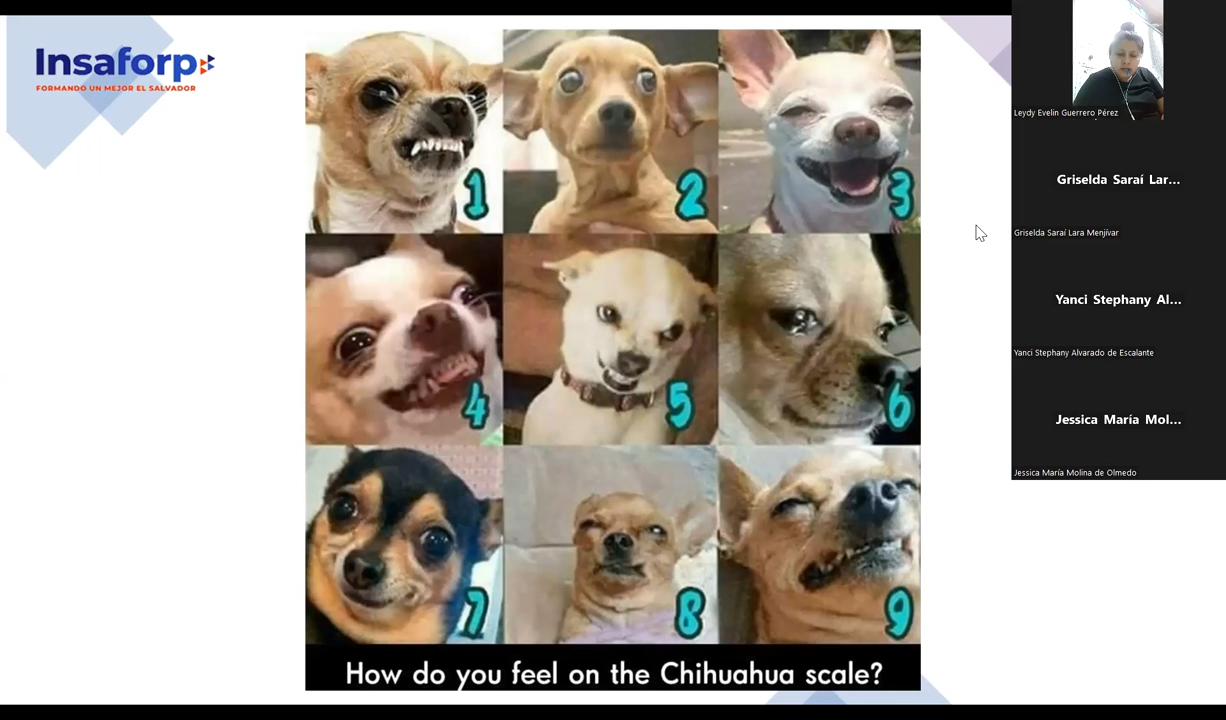 Insaforp
FORMANDO UN MEJOR EL SALVADOR
1
2
3
4
5
6
7
8
9
How do you feel on the Chihuahua scale?
Leydy Evelin Guerrero Pérez
Griselda Saraí Lar...
Griselda Saraí Lara Menjívar
Yanci Stephany Al...
Yanci Stephany Alvarado de Escalante
Jessica María Mol...
Jessica María Molina de Olmedo